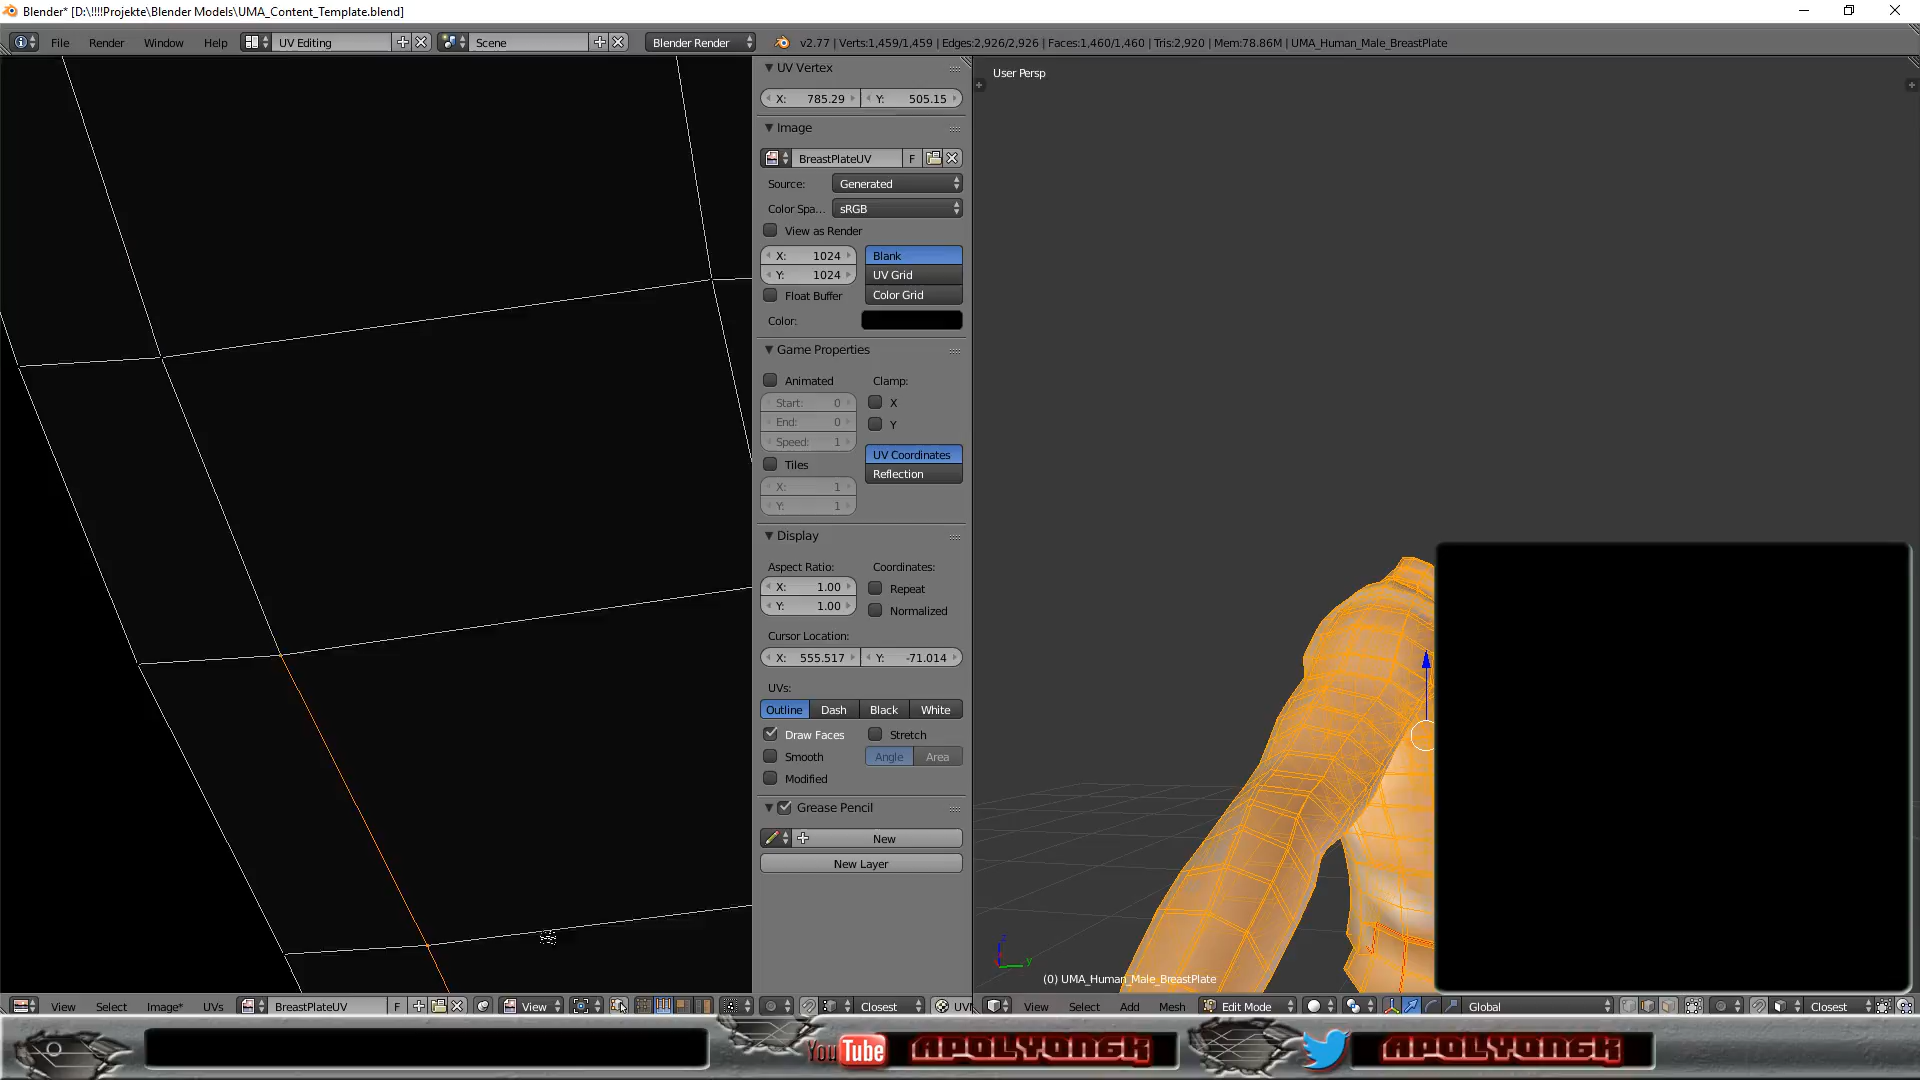 Blender* [D:\!!!!Projekte\Blender Models\UMA_Content_Template.blend]
File Render Window Help UV Editing Scene Blender Render v2.77 | Verts:1,459/1,459 | Edges:2,926/2,926 | Faces:1,460/1,460 | Tris:2,920 | Mem:78.86M | UMA_Human_Male_BreastPlate
UV Vertex
X: 785.29 Y: 505.15
Image
BreastPlateUV F
Source: Generated
Color Spa... sRGB
View as Render
X: 1024 Blank
Y: 1024 UV Grid
Float Buffer Color Grid
Color:
Game Properties
Animated Clamp:
Start: 0 X
End: 0 Y
Speed: 1 UV Coordinates
Tiles Reflection
X: 1
Y: 1
Display
Aspect Ratio: Coordinates:
X: 1.00 Repeat
Y: 1.00 Normalized
Cursor Location:
X: 555.517 Y: -71.014
UVs:
Outline Dash Black White
Draw Faces Stretch
Smooth Angle Area
Modified
Grease Pencil
New
New Layer
User Persp
z
y
(0) UMA_Human_Male_BreastPlate
View Select Image* UVs BreastPlateUV F View Closest UVM
View Select Add Mesh Edit Mode Global Closest
YouTube APOLYON6K APOLYON6K